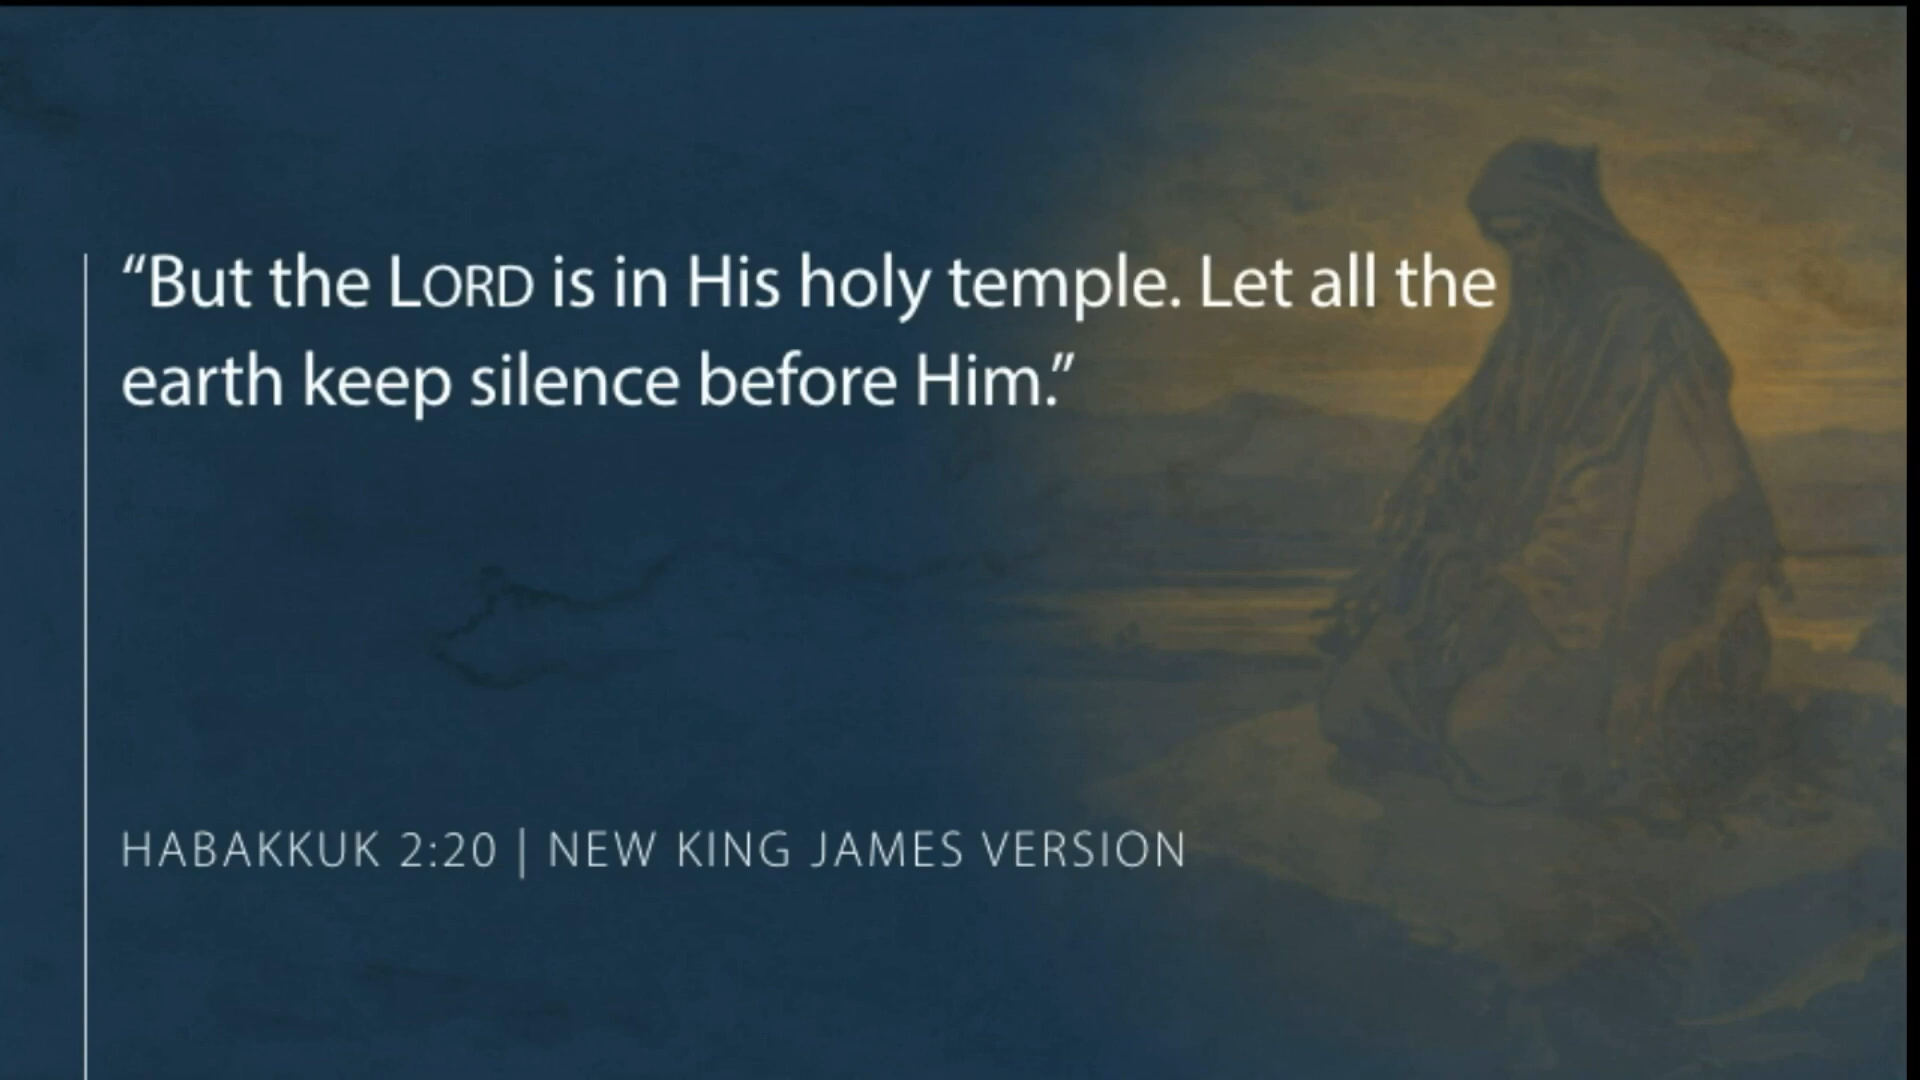 “But the LORD is in His holy temple. Let all the
earth keep silence before Him.”
HABAKKUK 2:20 | NEW KING JAMES VERSION